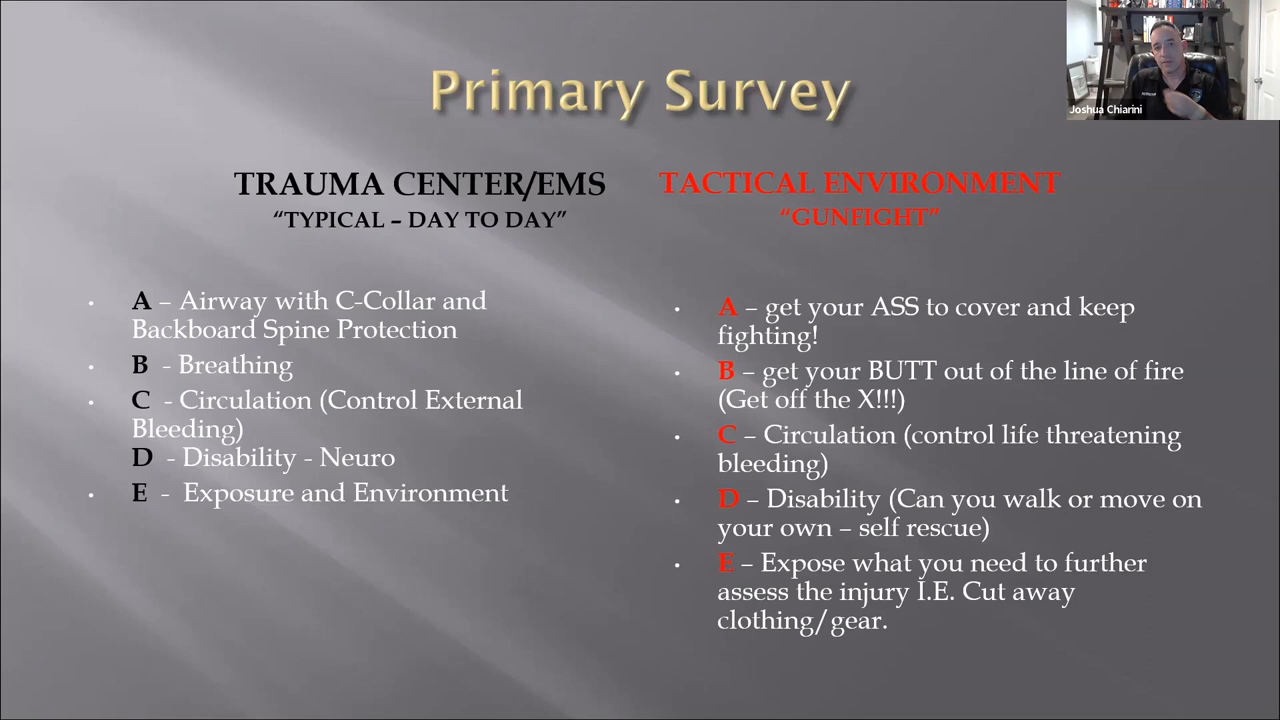 Primary Survey
Joshua Chiarini
TRAUMA CENTER/EMS
“TYPICAL – DAY TO DAY”
• A – Airway with C-Collar and
Backboard Spine Protection
• B - Breathing
• C - Circulation (Control External
Bleeding)
D - Disability - Neuro
• E - Exposure and Environment
TACTICAL ENVIRONMENT
“GUNFIGHT”
• A – get your ASS to cover and keep
fighting!
• B – get your BUTT out of the line of fire
(Get off the X!!!)
• C – Circulation (control life threatening
bleeding)
• D – Disability (Can you walk or move on
your own – self rescue)
• E – Expose what you need to further
assess the injury I.E. Cut away
clothing/gear.